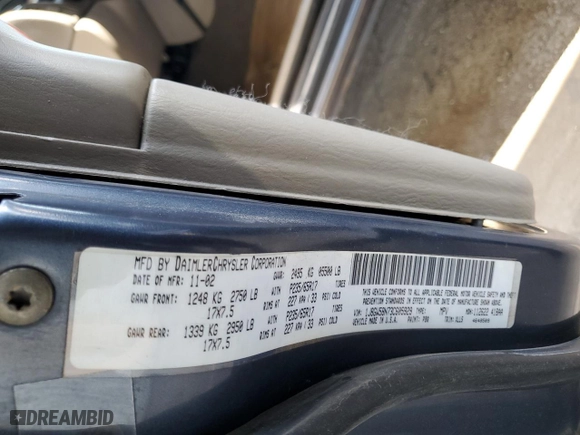 MFD BY DAIMLERCHRYSLER CORPORATION GVWR: 2495 KG 05500 LB
DATE OF MFR: 11-02 TIRES
GAWR FRONT: 1248 KG 2750 LB WITH P235/65R17
17X7.5 RIMS AT 227 KPA/33 PSI COLD
GAWR REAR: 1339 KG 2950 LB WITH P235/65R17 TIRES
17X7.5 RIMS AT 227 KPA/33 PSI COLD
THIS VEHICLE CONFORMS TO ALL APPLICABLE FEDERAL MOTOR VEHICLE SAFETY AND THEFT
PREVENTION STANDARDS IN EFFECT ON THE DATE OF MANUFACTURE SHOWN ABOVE.
TYPE: MPV
VEHICLE MADE IN U.S.A. PAINT: TRIM:
DREAMBID